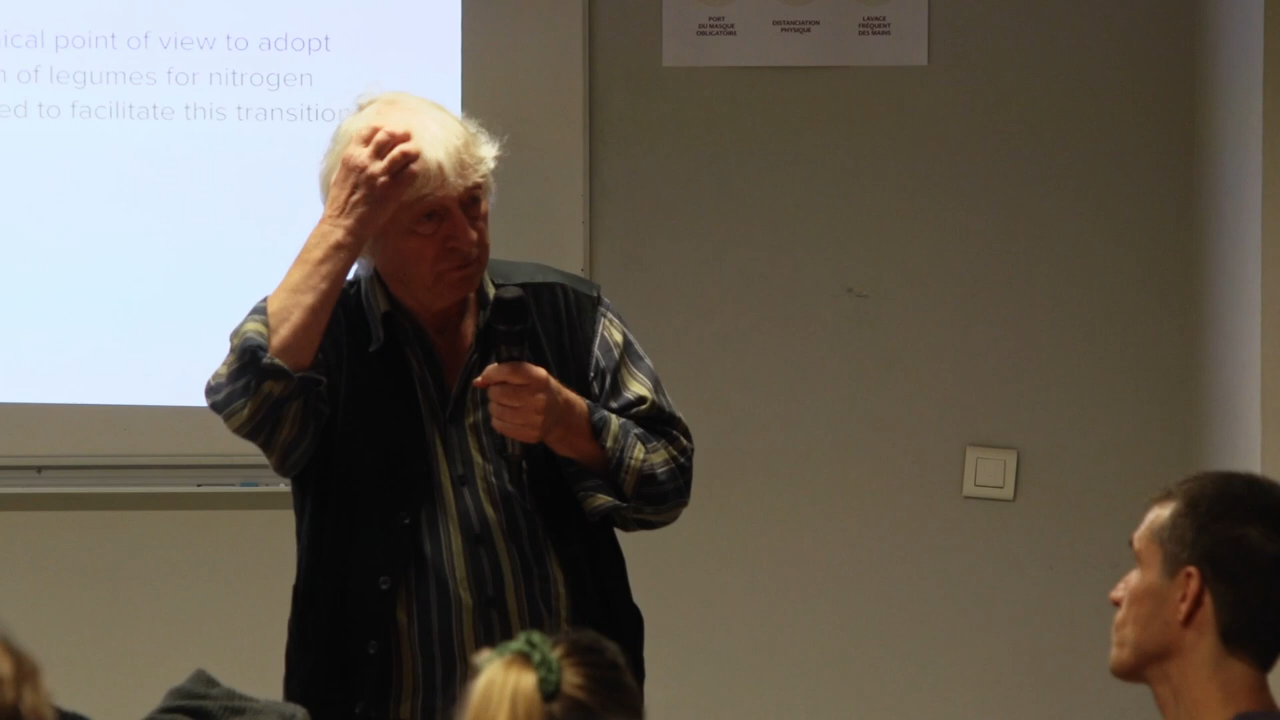 ical point of view to adopt
n of legumes for nitrogen
ed to facilitate this transition
PORT
DU MASQUE
OBLIGATOIRE
DISTANCIATION
PHYSIQUE
LAVAGE
FRÉQUENT
DES MAINS